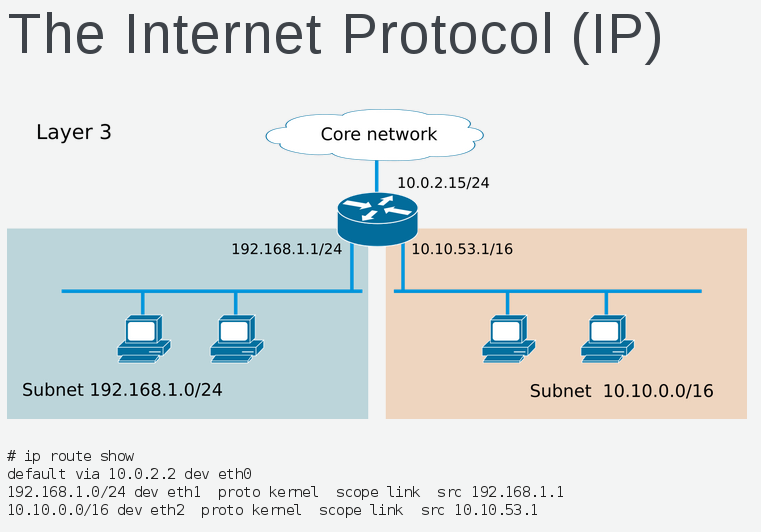 The Internet Protocol (IP)
Layer 3
Core network
10.0.2.15/24
192.168.1.1/24
10.10.53.1/16
Subnet 192.168.1.0/24
Subnet 10.10.0.0/16
# ip route show
default via 10.0.2.2 dev eth0
192.168.1.0/24 dev eth1  proto kernel  scope link  src 192.168.1.1
10.10.0.0/16 dev eth2  proto kernel  scope link  src 10.10.53.1